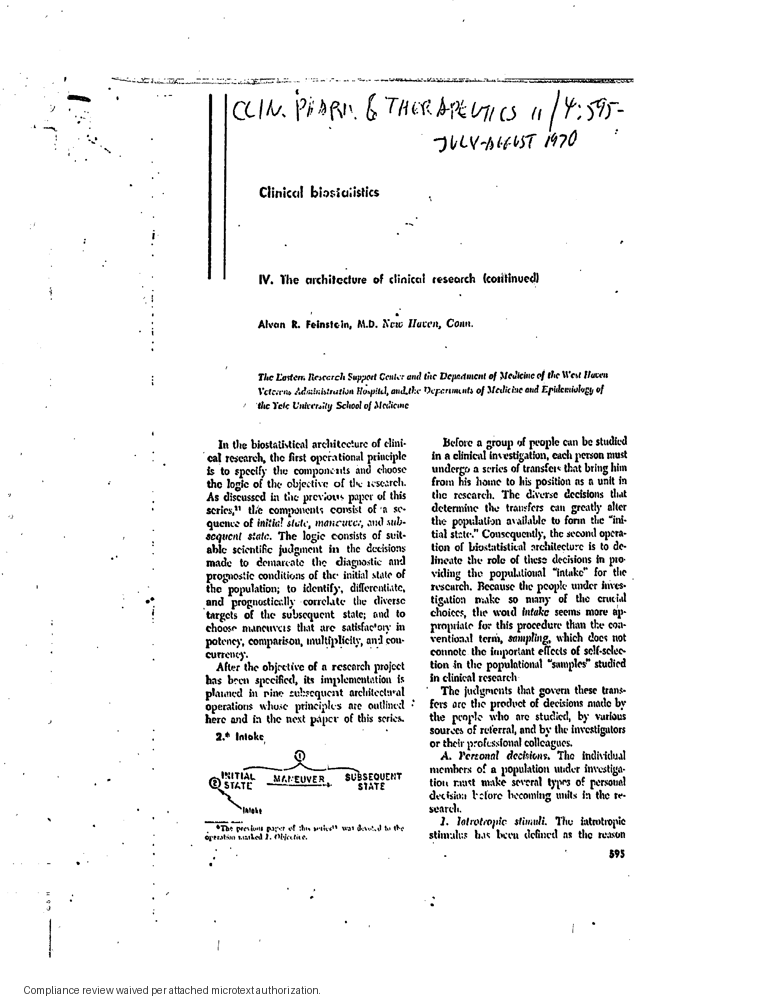 CLIN. PHARM. & THERAPEUTICS 11/4:595-
JULY-AUGUST 1970
Clinical biostatistics
IV. The architecture of clinical research (continued)
Alvan R. Feinstein, M.D. New Haven, Conn.
The Eastern Research Support Center and the Department of Medicine of the West Haven
Veterans Administration Hospital, and the Departments of Medicine and Epidemiology of
the Yale University School of Medicine
In the biostatistical architecture of clini-
cal research, the first operational principle
is to specify the components and choose
the logic of the objective of the research.
As discussed in the previous paper of this
series,¹¹ the components consist of a se-
quence of initial state, maneuver, and sub-
sequent state. The logic consists of suit-
able scientific judgment in the decisions
made to demarcate the diagnostic and
prognostic conditions of the initial state of
the population; to identify, differentiate,
and prognostically correlate the diverse
targets of the subsequent state; and to
choose maneuvers that are satisfactory in
potency, comparison, multiplicity, and con-
currency.
After the objective of a research project
has been specified, its implementation is
planned in nine subsequent architectural
operations whose principles are outlined
here and in the next paper of this series.
2.* Intake
1
2 INITIAL STATE MANEUVER SUBSEQUENT STATE
Intake
*The previous paper of this series¹¹ was devoted to the
operation marked 1. Objective.
Before a group of people can be studied
in a clinical investigation, each person must
undergo a series of transfers that bring him
from his home to his position as a unit in
the research. The diverse decisions that
determine the transfers can greatly alter
the population available to form the "ini-
tial state." Consequently, the second opera-
tion of biostatistical architecture is to de-
lineate the role of these decisions in pro-
viding the populational "intake" for the
research. Because the people under inves-
tigation make so many of the crucial
choices, the word intake seems more ap-
propriate for this procedure than the con-
ventional term, sampling, which does not
connote the important effects of self-selec-
tion in the populational "samples" studied
in clinical research
The judgments that govern these trans-
fers are the product of decisions made by
the people who are studied, by various
sources of referral, and by the investigators
or their professional colleagues.
A. Personal decisions. The individual
members of a population under investiga-
tion must make several types of personal
decision before becoming units in the re-
search.
1. Iatrotropic stimuli. The iatrotropic
stimulus has been defined as the reason
595
Compliance review waived per attached microtext authorization.